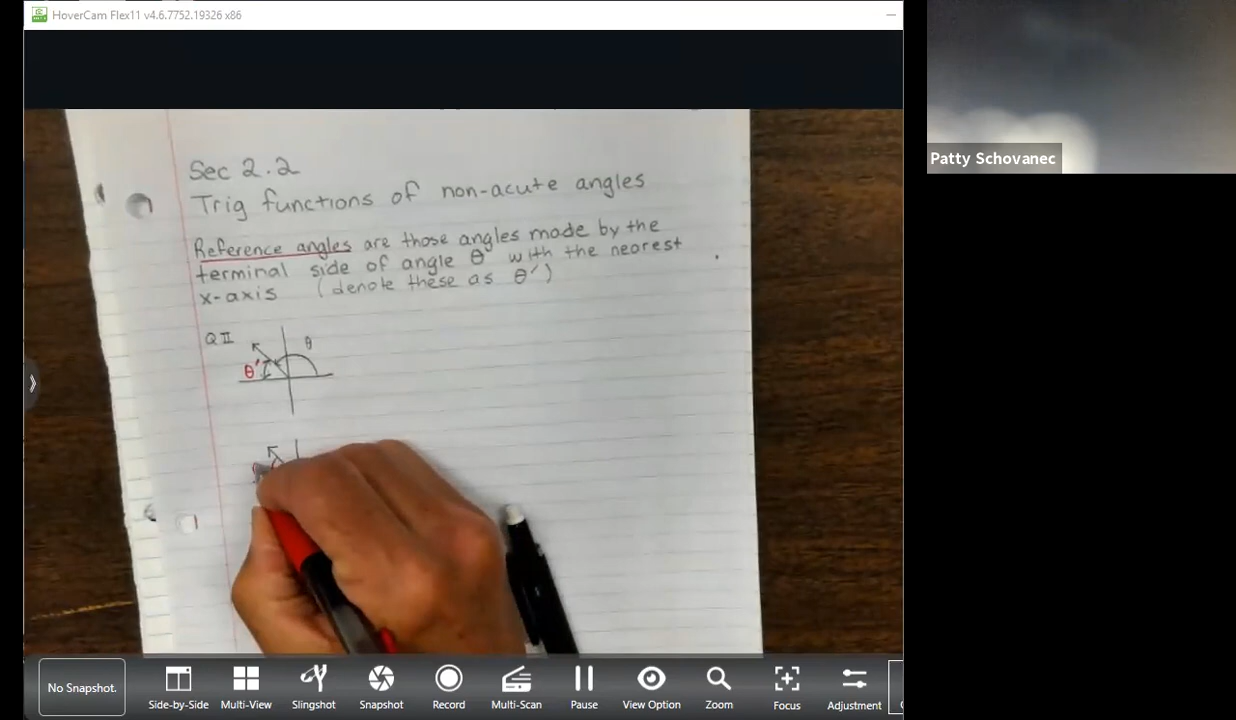 HoverCam Flex11 v4.6.7752.19326 x86
Patty Schovanec
Sec 2.2
Trig functions of non-acute angles
Reference angles are those angles made by the
terminal side of angle θ with the nearest
x-axis (denote these as θ')
QII
θ
θ'
No Snapshot.
Side-by-Side
Multi-View
Slingshot
Snapshot
Record
Multi-Scan
Pause
View Option
Zoom
Focus
Adjustment